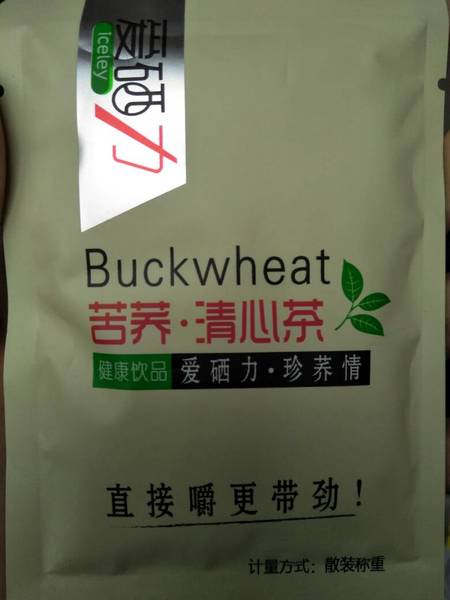 爱硒力
iceley
Buckwheat
苦荞·清心茶
健康饮品 爱硒力·珍荞情
直接嚼更带劲！
计量方式：散装称重